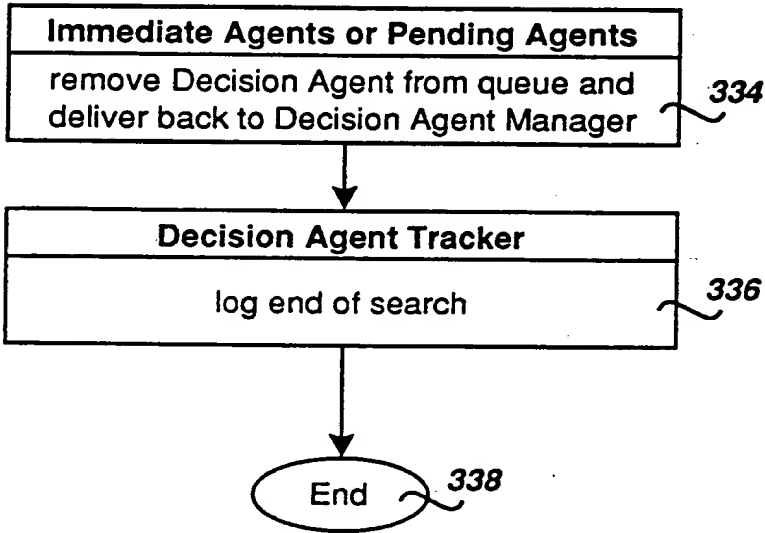 Immediate Agents or Pending Agents
remove Decision Agent from queue and
deliver back to Decision Agent Manager
334
Decision Agent Tracker
log end of search
336
End
338